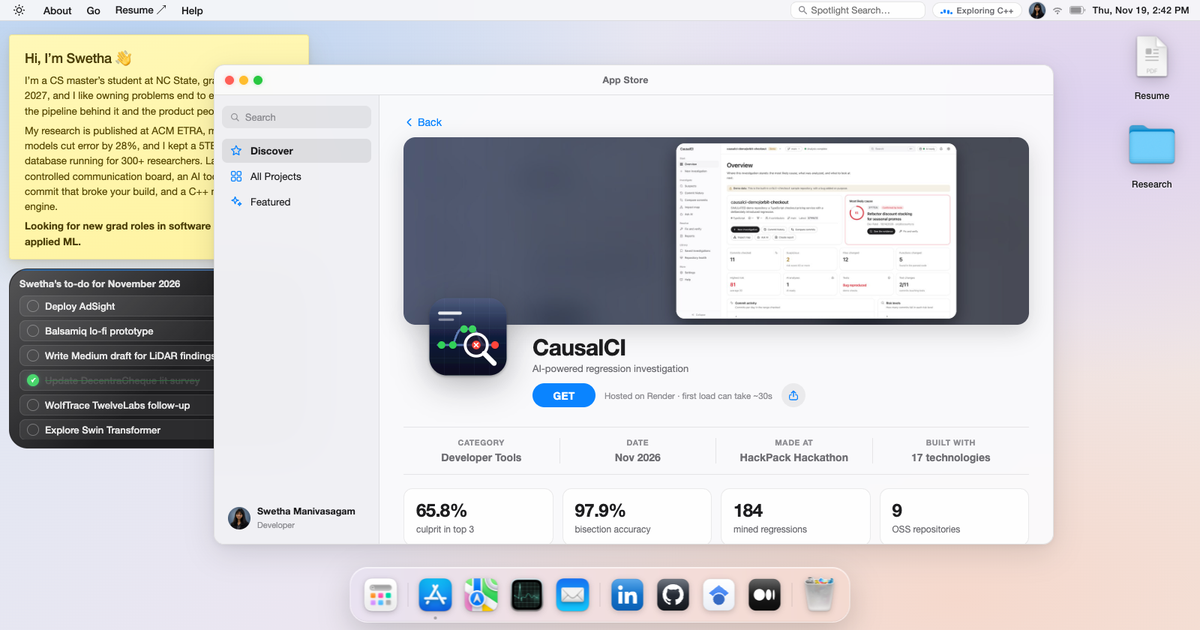 About Go Resume Help
Spotlight Search...
Exploring C++
Thu, Nov 19, 2:42 PM
Hi, I'm Swetha 👋
I'm a CS master's student at NC State,
2027, and I like owning problems end to
the pipeline behind it and the product
My research is published at ACM ETRA,
models cut error by 28%, and I kept a
database running for 300+ researchers.
controlled communication board, an AI
commit that broke your build, and a C++
engine.
Looking for new grad roles in software
applied ML.
Swetha's to-do for November 2026
Deploy AdSight
Balsamiq lo-fi prototype
Write Medium draft for LiDAR findings
Update DecentraCheque lit survey
WolfTrace TwelveLabs follow-up
Explore Swin Transformer
App Store
Search
Discover
All Projects
Featured
Swetha Manivasagam
Developer
Back
Overview
CausalCI
AI-powered regression investigation
GET
Hosted on Render · first load can take ~30s
CATEGORY
Developer Tools
DATE
Nov 2026
MADE AT
HackPack Hackathon
BUILT WITH
17 technologies
65.8%
culprit in top 3
97.9%
bisection accuracy
184
mined regressions
9
OSS repositories
PDF
Resume
Research
in